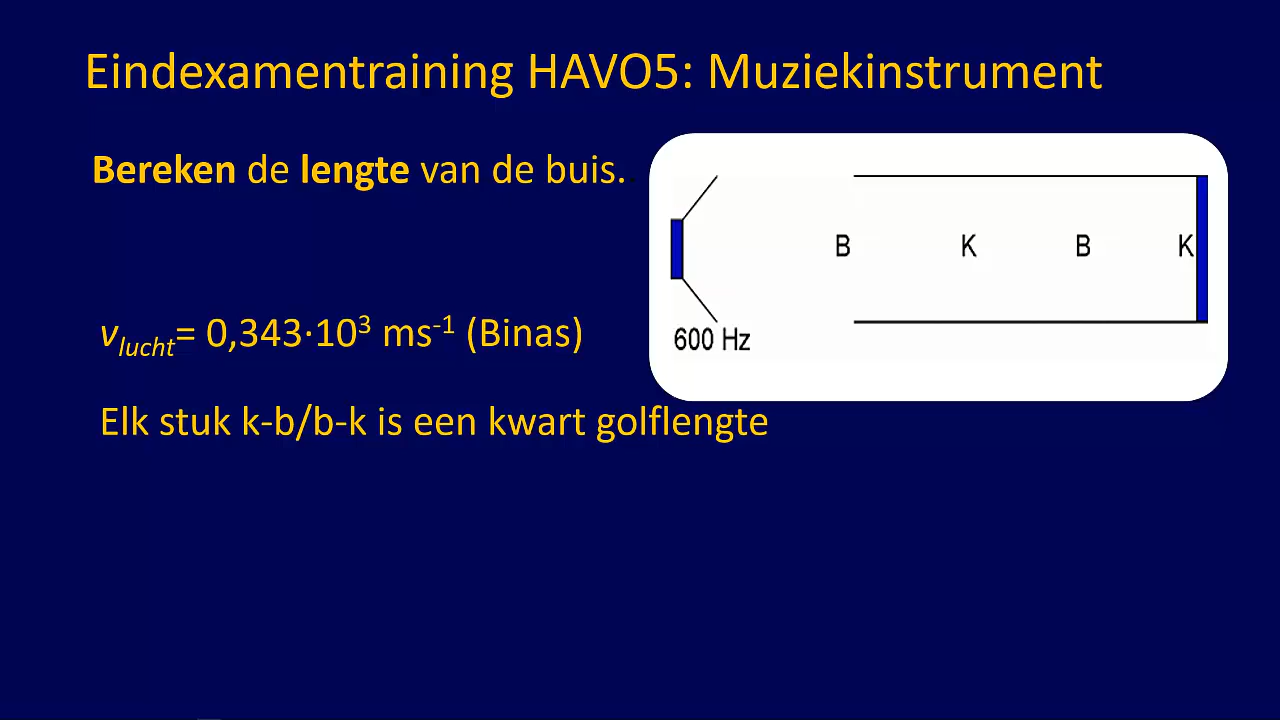 Eindexamentraining HAVO5: Muziekinstrument
Bereken de lengte van de buis.
B K B K
600 Hz
v_lucht= 0,343·10³ ms⁻¹ (Binas)
Elk stuk k-b/b-k is een kwart golflengte